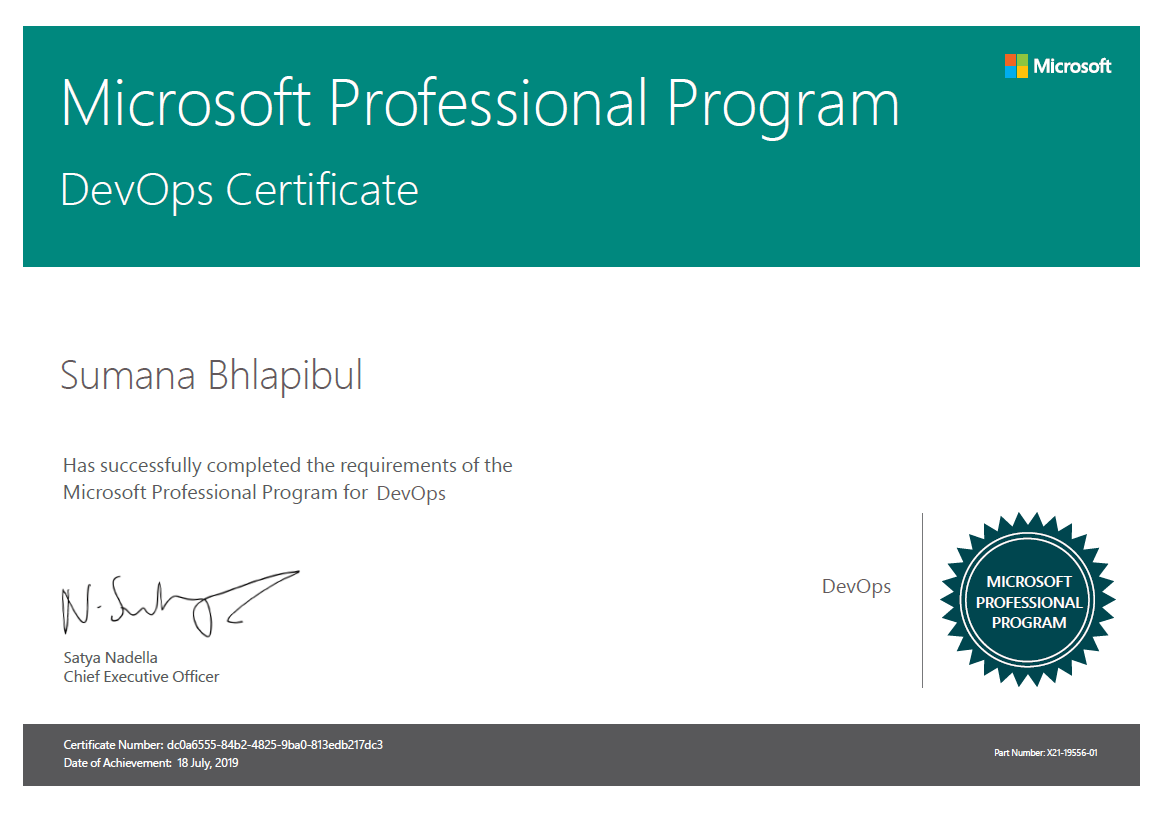 Microsoft
Microsoft Professional Program
DevOps Certificate
Sumana Bhlapibul
Has successfully completed the requirements of the
Microsoft Professional Program for DevOps
DevOps
MICROSOFT
PROFESSIONAL
PROGRAM
N. Satya
Satya Nadella
Chief Executive Officer
Certificate Number: dc0a6555-84b2-4825-9ba0-813edb217dc3
Date of Achievement: 18 July, 2019
Part Number: X21-19556-01